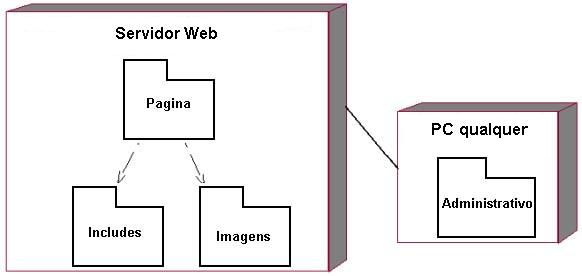 Servidor Web
Pagina
Includes
Imagens
PC qualquer
Administrativo